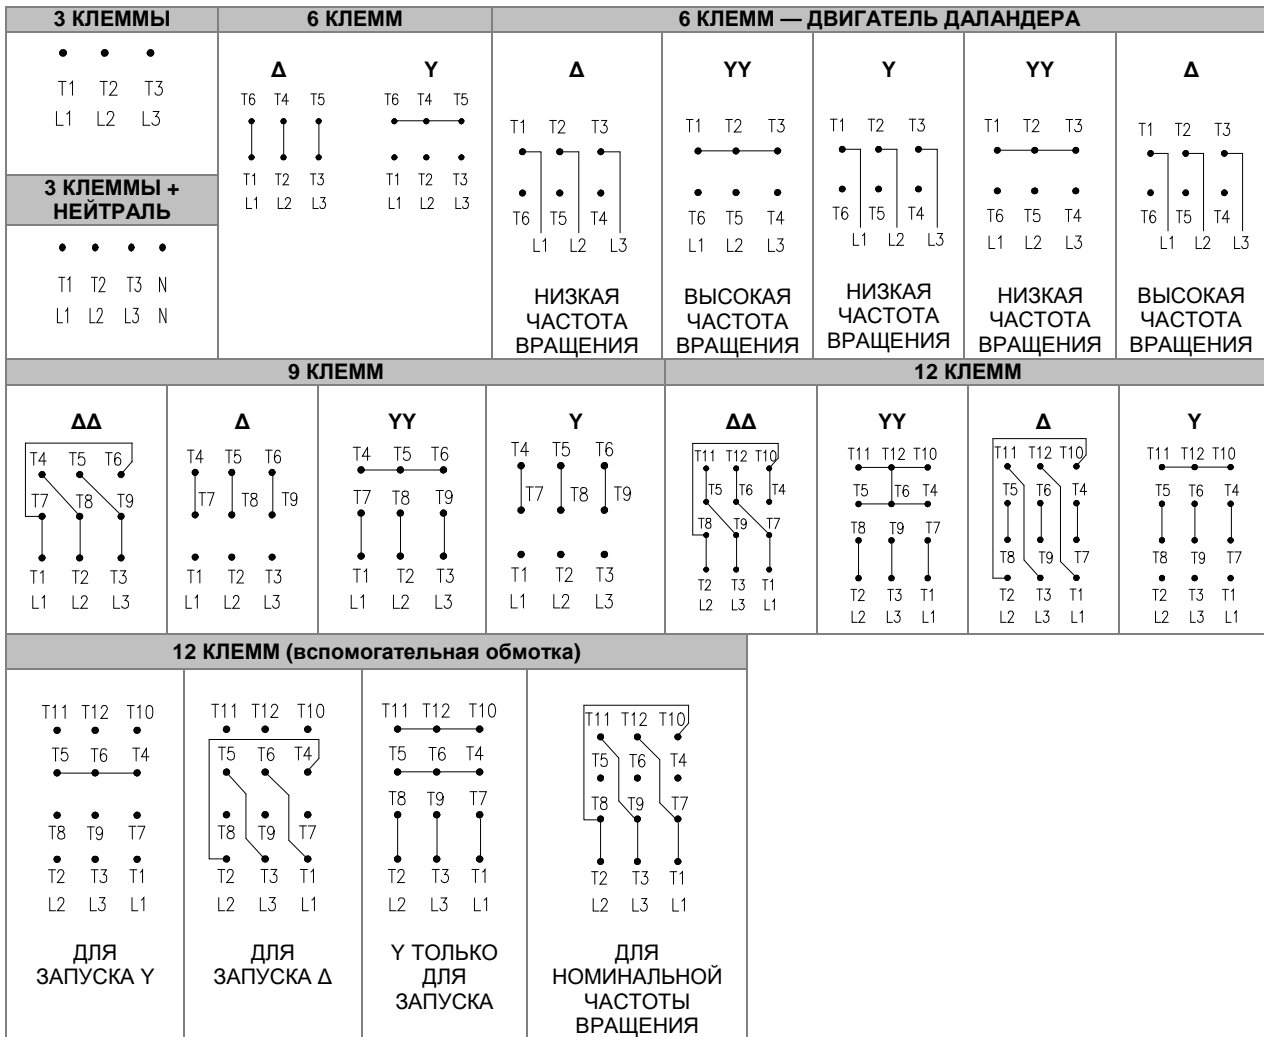 3 КЛЕММЫ
T1 T2 T3
L1 L2 L3
3 КЛЕММЫ +
НЕЙТРАЛЬ
T1 T2 T3 N
L1 L2 L3 N
6 КЛЕММ
Δ
T6 T4 T5
T1 T2 T3
L1 L2 L3
Y
T6 T4 T5
T1 T2 T3
L1 L2 L3
6 КЛЕММ — ДВИГАТЕЛЬ ДАЛАНДЕРА
Δ
T1 T2 T3
T6 T5 T4
L1 L2 L3
НИЗКАЯ
ЧАСТОТА
ВРАЩЕНИЯ
YY
T1 T2 T3
T6 T5 T4
L1 L2 L3
ВЫСОКАЯ
ЧАСТОТА
ВРАЩЕНИЯ
Y
T1 T2 T3
T6 T5 T4
L1 L2 L3
НИЗКАЯ
ЧАСТОТА
ВРАЩЕНИЯ
YY
T1 T2 T3
T6 T5 T4
L1 L2 L3
НИЗКАЯ
ЧАСТОТА
ВРАЩЕНИЯ
Δ
T1 T2 T3
T6 T5 T4
L1 L2 L3
ВЫСОКАЯ
ЧАСТОТА
ВРАЩЕНИЯ
9 КЛЕММ
ΔΔ
T4 T5 T6
T7 T8 T9
T1 T2 T3
L1 L2 L3
Δ
T4 T5 T6
T7 T8 T9
T1 T2 T3
L1 L2 L3
YY
T4 T5 T6
T7 T8 T9
T1 T2 T3
L1 L2 L3
Y
T4 T5 T6
T7 T8 T9
T1 T2 T3
L1 L2 L3
12 КЛЕММ
ΔΔ
T11 T12 T10
T5 T6 T4
T8 T9 T7
T2 T3 T1
L2 L3 L1
YY
T11 T12 T10
T5 T6 T4
T8 T9 T7
T2 T3 T1
L2 L3 L1
Δ
T11 T12 T10
T5 T6 T4
T8 T9 T7
T2 T3 T1
L2 L3 L1
Y
T11 T12 T10
T5 T6 T4
T8 T9 T7
T2 T3 T1
L2 L3 L1
12 КЛЕММ (вспомогательная обмотка)
T11 T12 T10
T5 T6 T4
T8 T9 T7
T2 T3 T1
L2 L3 L1
ДЛЯ
ЗАПУСКА Y
T11 T12 T10
T5 T6 T4
T8 T9 T7
T2 T3 T1
L2 L3 L1
ДЛЯ
ЗАПУСКА Δ
T11 T12 T10
T5 T6 T4
T8 T9 T7
T2 T3 T1
L2 L3 L1
Y ТОЛЬКО
ДЛЯ
ЗАПУСКА
T11 T12 T10
T5 T6 T4
T8 T9 T7
T2 T3 T1
L2 L3 L1
ДЛЯ
НОМИНАЛЬНОЙ
ЧАСТОТЫ
ВРАЩЕНИЯ